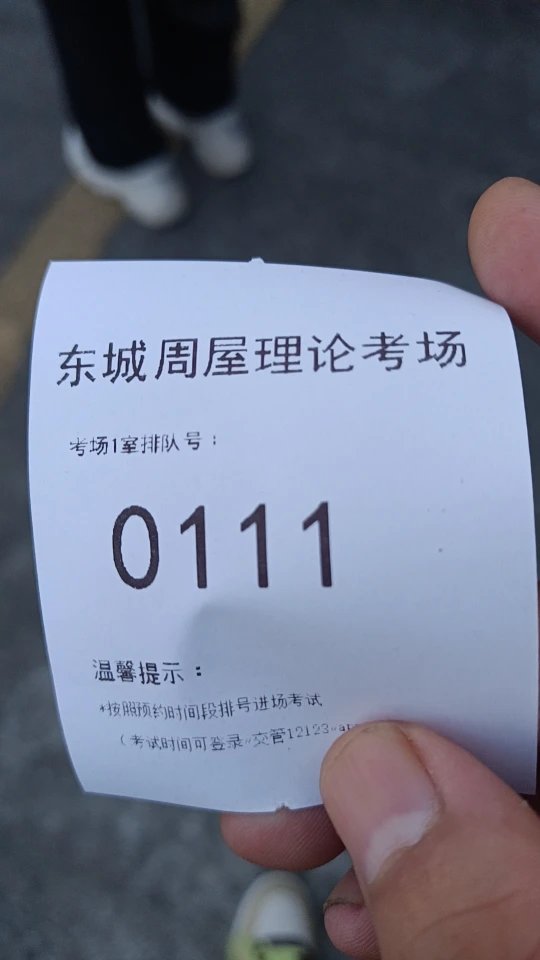 东城周屋理论考场
考场1室排队号：
0111
温馨提示：
*按照预约时间段排号进场考试
（考试时间可登录“交管12123”